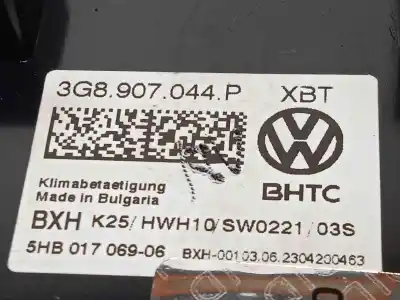 3G8.907.044.P XBT
Klimabetaetigung
Made in Bulgaria
BHTC
BXH K25/HWH10/SW0221/03S
5HB 017 069-06 BXH-00103.06.2304200463